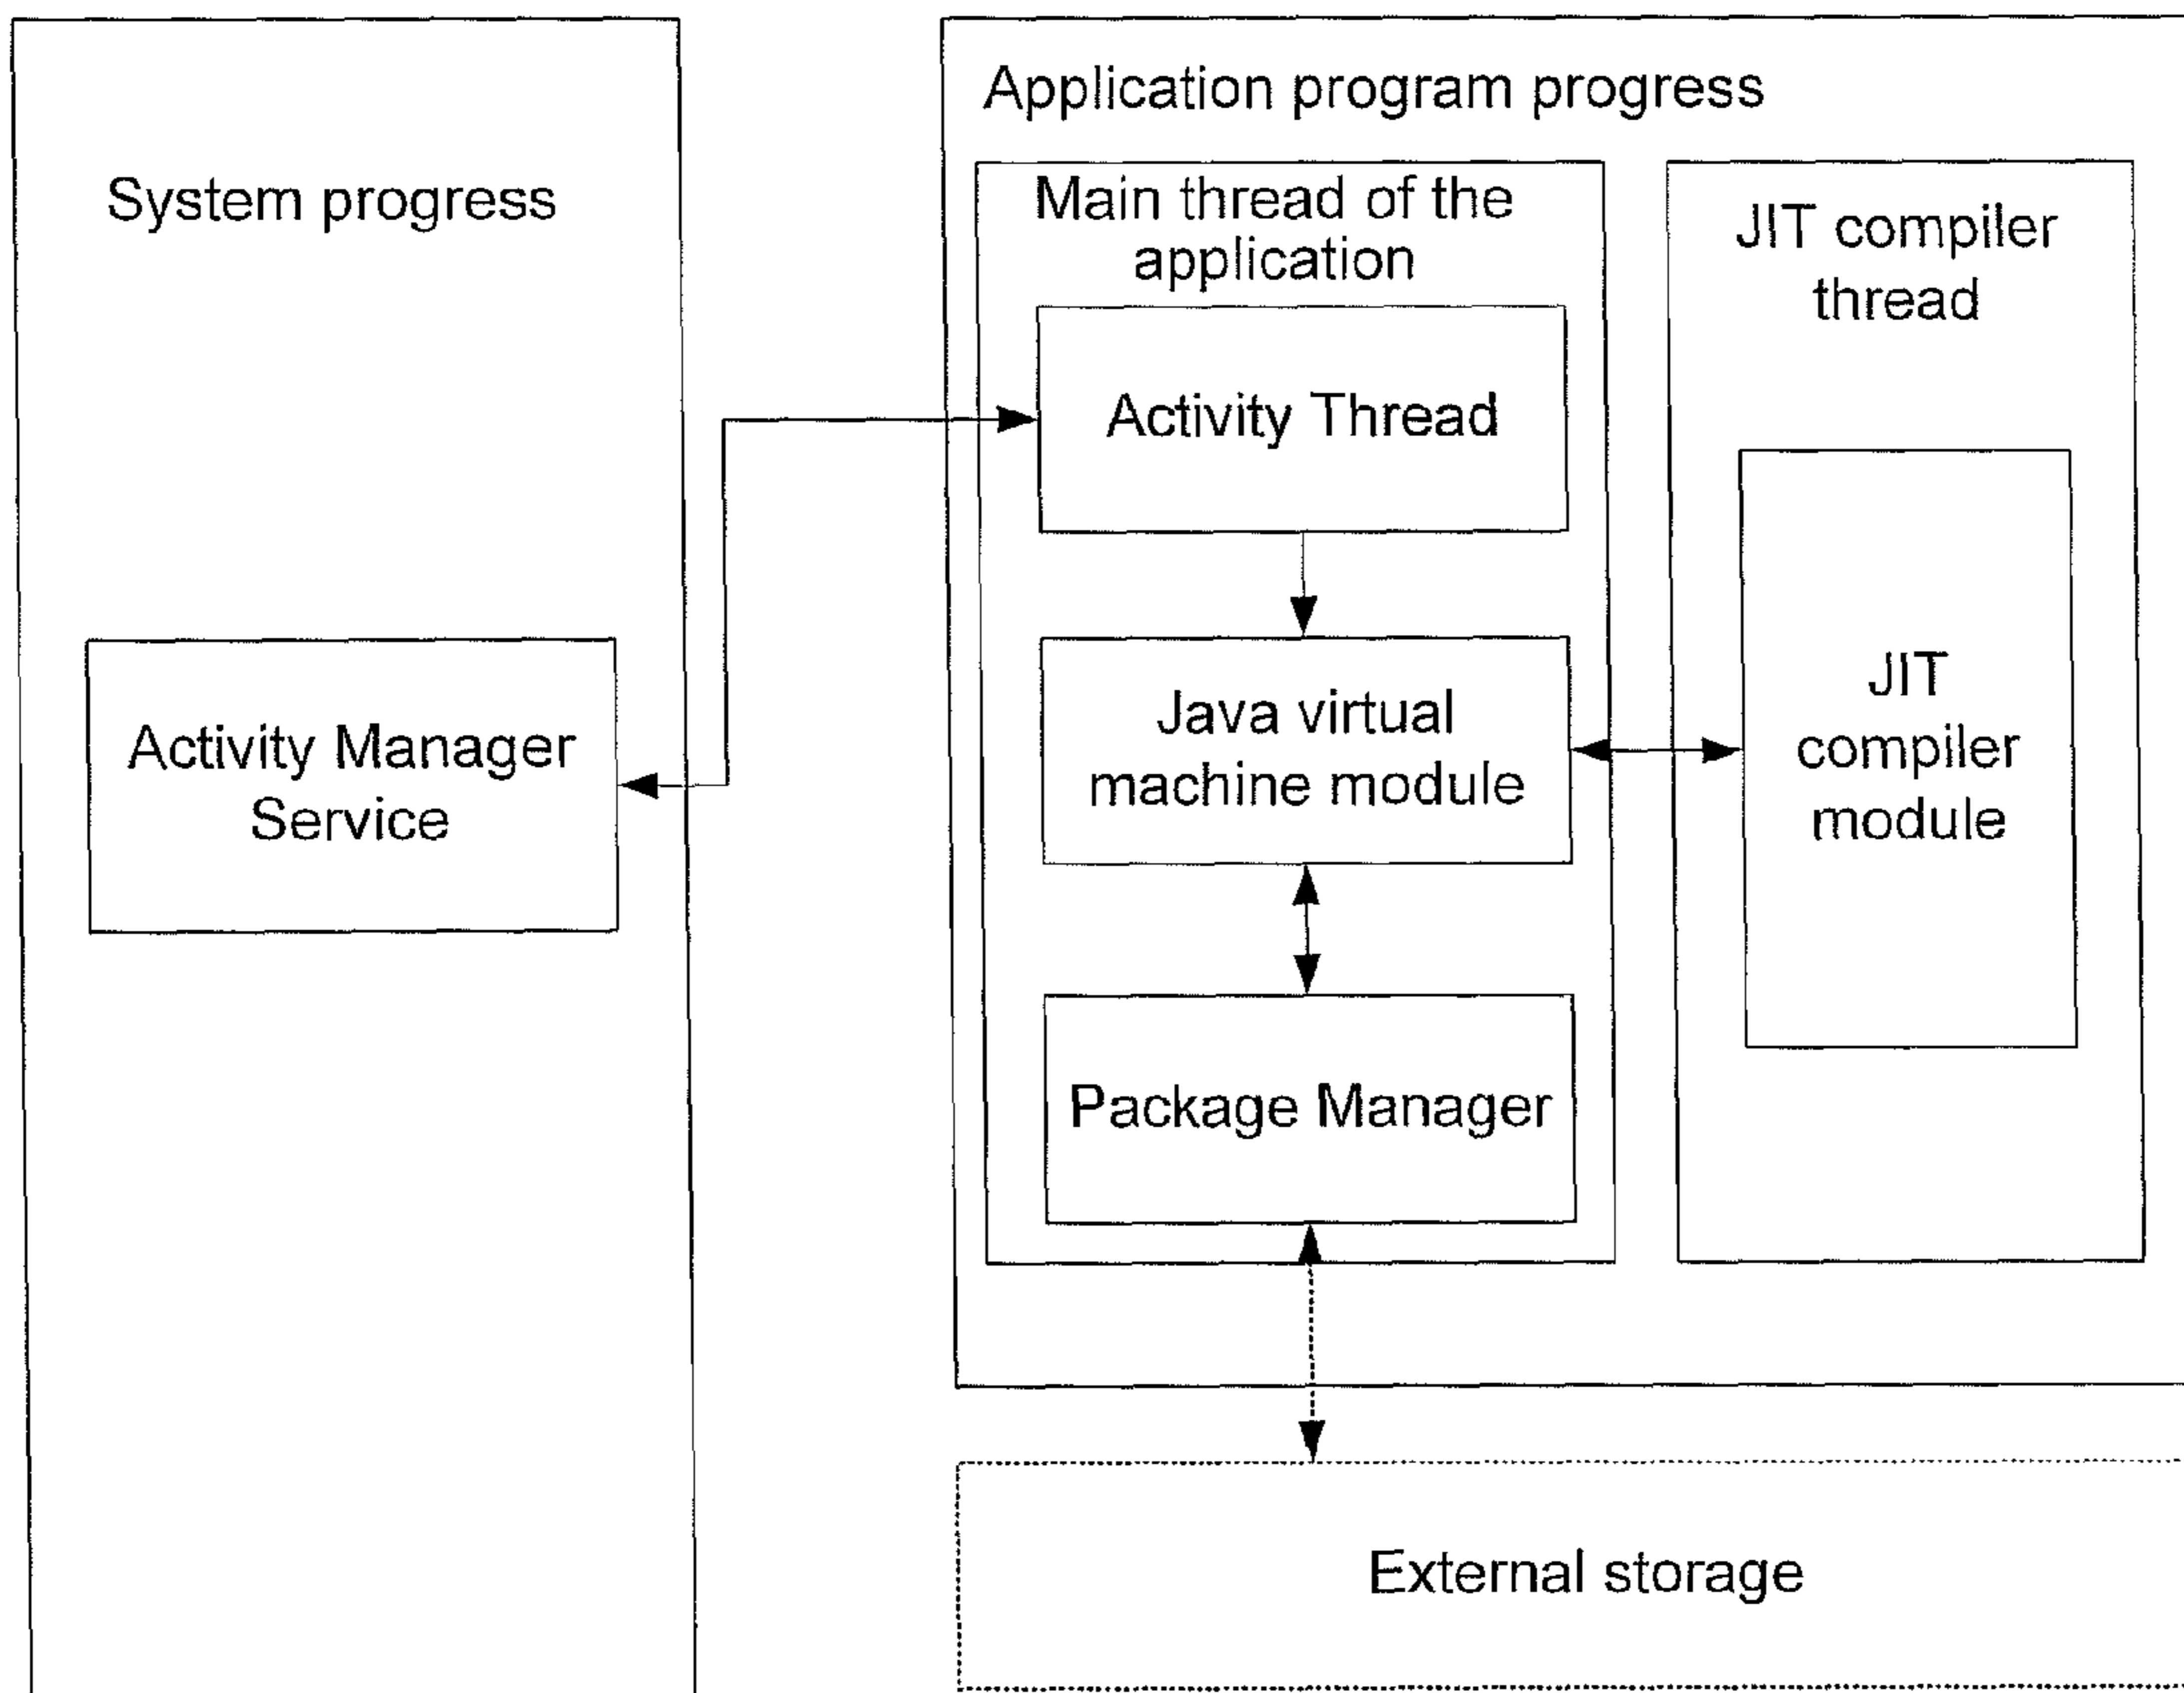 System progress
Activity Manager
Service
Application program progress
Main thread of the
application
Activity Thread
Java virtual
machine module
Package Manager
JIT compiler
thread
JIT
compiler
module
External storage